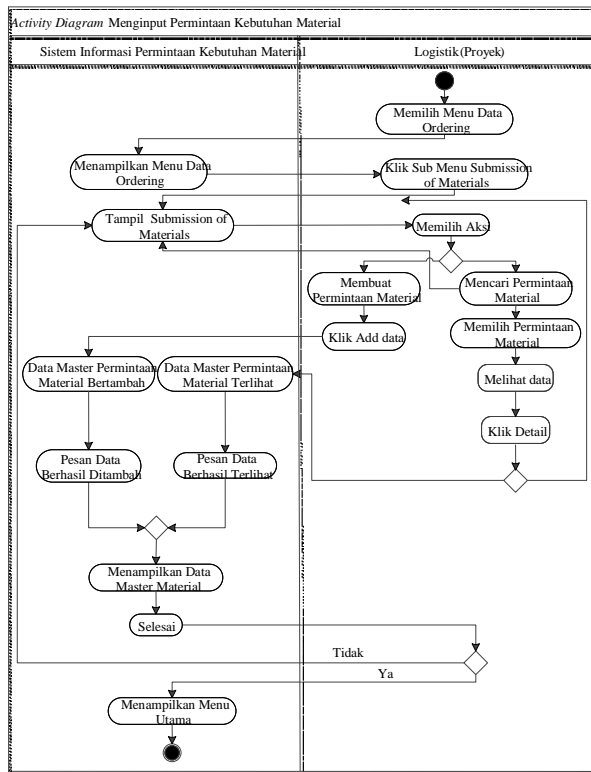 Activity Diagram Menginput Permintaan Kebutuhan Material
Sistem Informasi Permintaan Kebutuhan Material
Logistik(Proyek)
Memilih Menu Data
Ordering
Menampilkan Menu Data
Ordering
Klik Sub Menu Submission
of Materials
Tampil Submission of
Materials
Memilih Aksi
Membuat
Permintaan Material
Mencari Permintaan
Material
Klik Add data
Memilih Permintaan
Material
Data Master Permintaan
Material Bertambah
Data Master Permintaan
Material Terlihat
Melihat data
Klik Detail
Pesan Data
Berhasil Ditambah
Pesan Data
Berhasil Terlihat
Menampilkan Data
Master Material
Selesai
Tidak
Ya
Menampilkan Menu
Utama